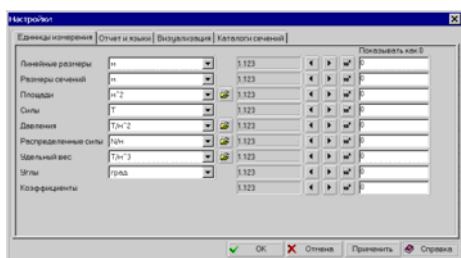 Настройки
Единицы измерения Отчет и языки Визуализация Каталоги сечений
Показывать как 0
Линейные размеры м 1.123 0
Размеры сечений м 1.123 0
Площади м^2 1.123 0
Силы Т 1.123 0
Давления Т/м^2 1.123 0
Распределенные силы N/м 1.123 0
Удельный вес Т/м^3 1.123 0
Углы град 1.123 0
Коэффициенты 1.123 0
OK Отмена Применить Справка